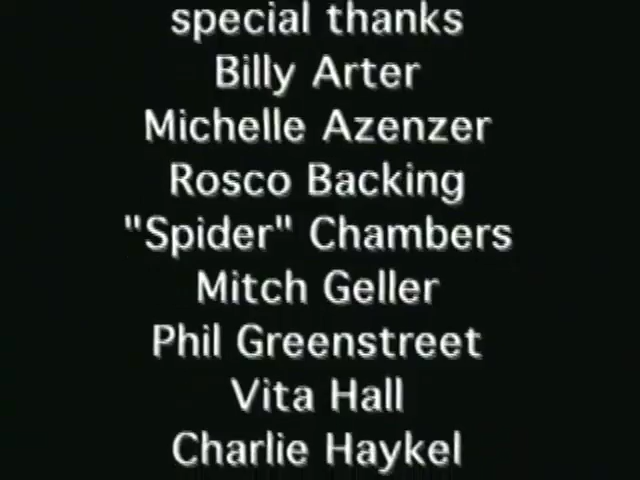 special thanks
Billy Arter
Michelle Azenzer
Rosco Backing
"Spider" Chambers
Mitch Geller
Phil Greenstreet
Vita Hall
Charlie Haykel